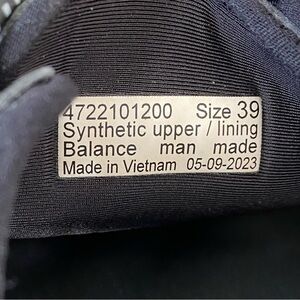 4722101200 Size 39
Synthetic upper / lining
Balance man made
Made in Vietnam 05-09-2023